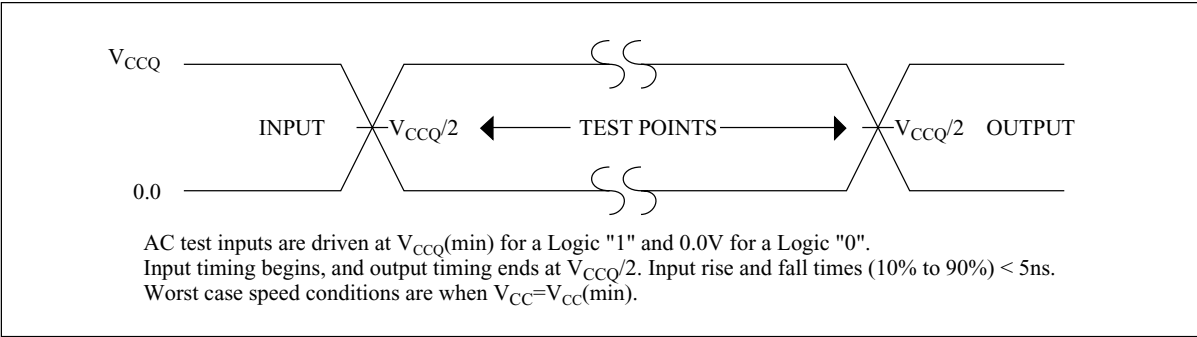 VCCQ
INPUT VCCQ/2 TEST POINTS VCCQ/2 OUTPUT
0.0
AC test inputs are driven at VCCQ(min) for a Logic "1" and 0.0V for a Logic "0".
Input timing begins, and output timing ends at VCCQ/2. Input rise and fall times (10% to 90%) < 5ns.
Worst case speed conditions are when VCC=VCC(min).